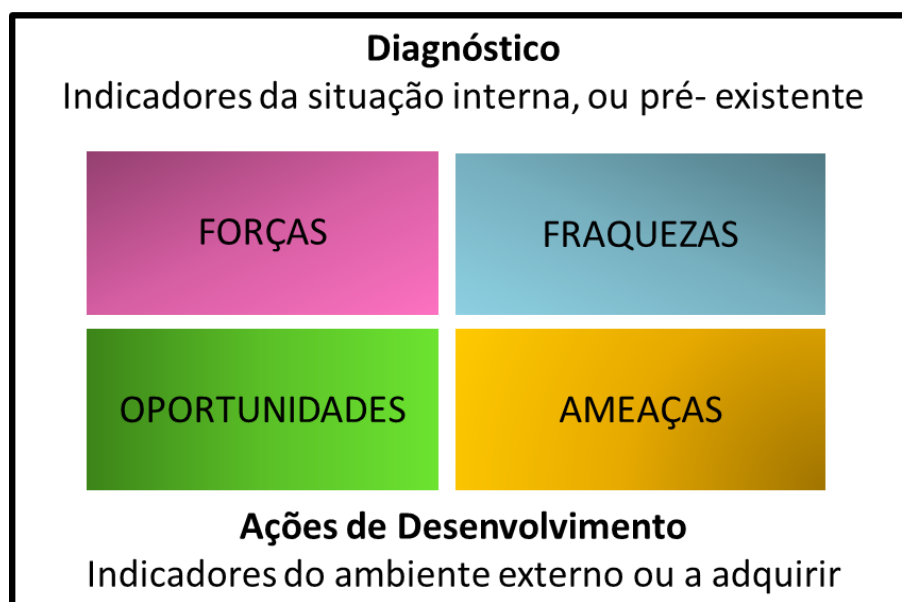 Diagnóstico
Indicadores da situação interna, ou pré- existente
FORÇAS
FRAQUEZAS
OPORTUNIDADES
AMEAÇAS
Ações de Desenvolvimento
Indicadores do ambiente externo ou a adquirir